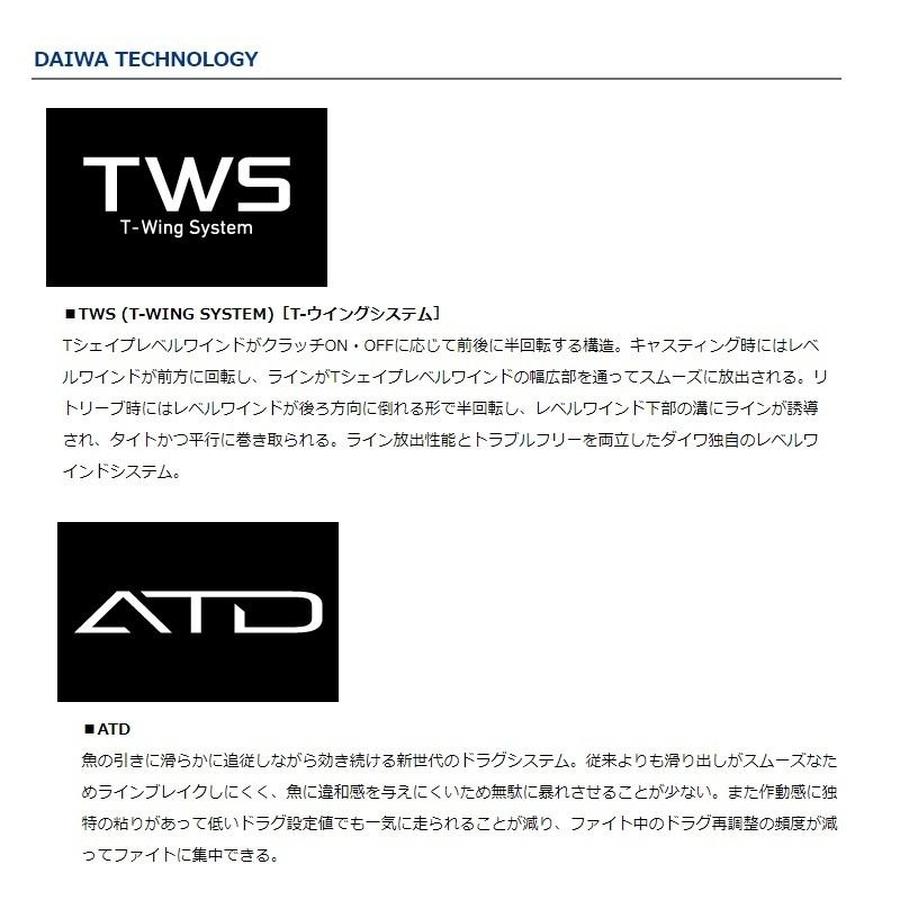 DAIWA TECHNOLOGY
TWS
T-Wing System
■TWS (T-WING SYSTEM)［T-ウイングシステム］
TシェイプレベルワインドがクラッチON・OFFに応じて前後に半回転する構造。キャスティング時にはレベ
ルワインドが前方に回転し、ラインがTシェイプレベルワインドの幅広部を通ってスムーズに放出される。リ
トリーブ時にはレベルワインドが後ろ方向に倒れる形で半回転し、レベルワインド下部の溝にラインが誘導
され、タイトかつ平行に巻き取られる。ライン放出性能とトラブルフリーを両立したダイワ独自のレベルワ
インドシステム。
ATD
■ATD
魚の引きに滑らかに追従しながら効き続ける新世代のドラグシステム。従来よりも滑り出しがスムーズなた
めラインブレイクしにくく、魚に違和感を与えにくいため無駄に暴れさせることが少ない。また作動感に独
特の粘りがあって低いドラグ設定値でも一気に走られることが減り、ファイト中のドラグ再調整の頻度が減
ってファイトに集中できる。